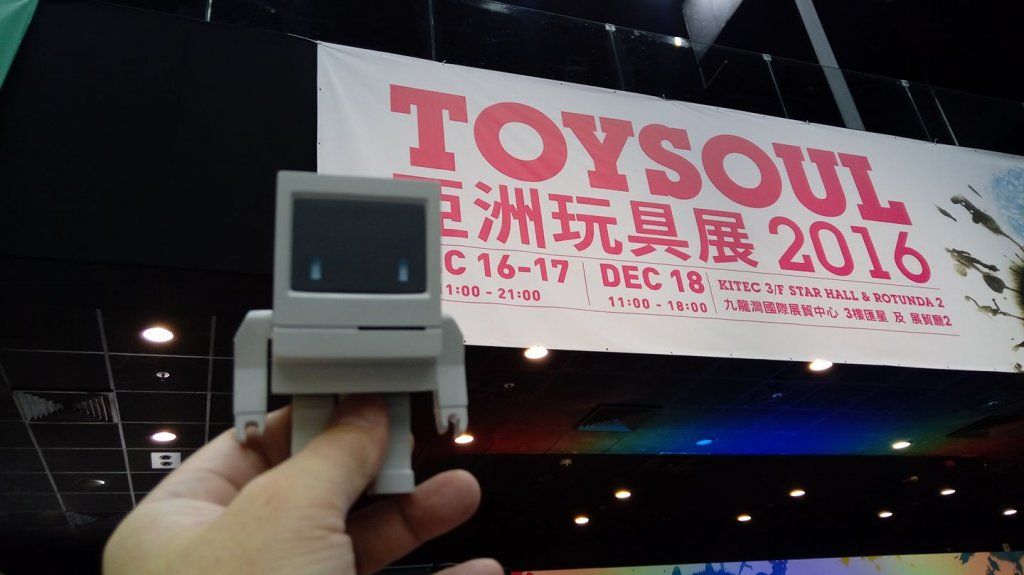 TOYSOUL
亞洲玩具展 2016
C 16-17 DEC 18
11:00 - 21:00 11:00 - 18:00
KITEC 3/F STAR HALL & ROTUNDA 2
九龍灣國際展貿中心 3樓匯星 及 展貿廳2